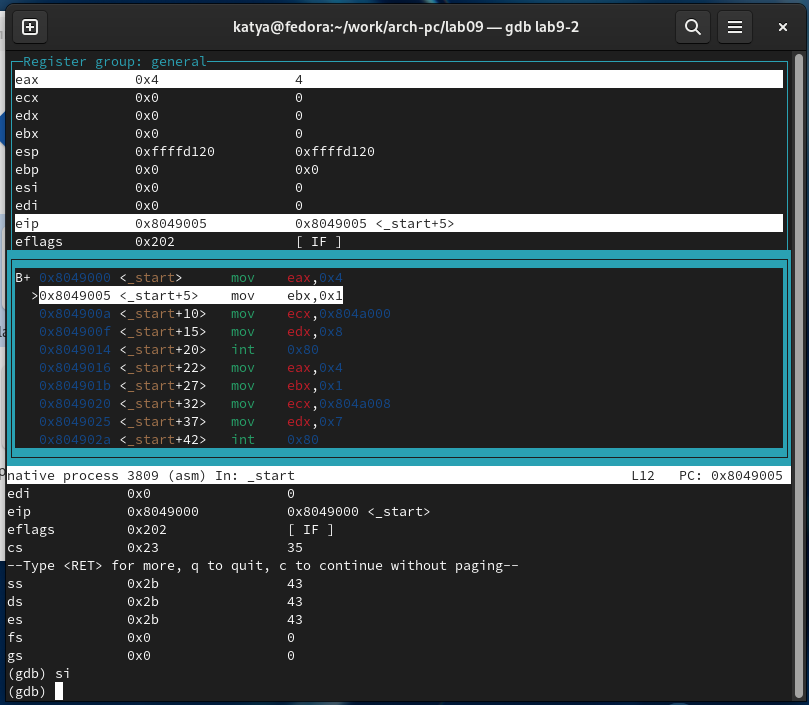 katya@fedora:~/work/arch-pc/lab09 — gdb lab9-2
Register group: general
eax 0x4 4
ecx 0x0 0
edx 0x0 0
ebx 0x0 0
esp 0xffffd120 0xffffd120
ebp 0x0 0x0
esi 0x0 0
edi 0x0 0
eip 0x8049005 0x8049005 <_start+5>
eflags 0x202 [ IF ]
B+ 0x8049000 <_start> mov eax,0x4
>0x8049005 <_start+5> mov ebx,0x1
0x804900a <_start+10> mov ecx,0x804a000
0x804900f <_start+15> mov edx,0x8
0x8049014 <_start+20> int 0x80
0x8049016 <_start+22> mov eax,0x4
0x804901b <_start+27> mov ebx,0x1
0x8049020 <_start+32> mov ecx,0x804a008
0x8049025 <_start+37> mov edx,0x7
0x804902a <_start+42> int 0x80
native process 3809 (asm) In: _start L12 PC: 0x8049005
edi 0x0 0
eip 0x8049000 0x8049000 <_start>
eflags 0x202 [ IF ]
cs 0x23 35
--Type <RET> for more, q to quit, c to continue without paging--
ss 0x2b 43
ds 0x2b 43
es 0x2b 43
fs 0x0 0
gs 0x0 0
(gdb) si
(gdb)